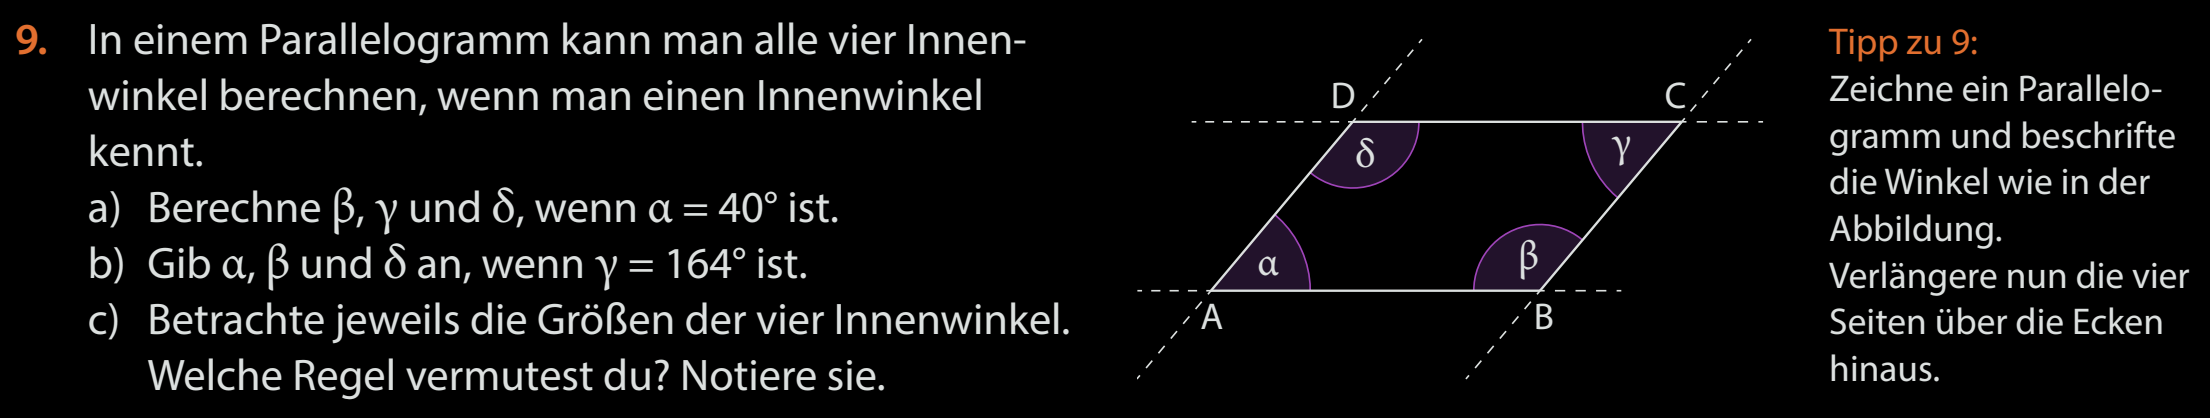 9. In einem Parallelogramm kann man alle vier Innen-
winkel berechnen, wenn man einen Innenwinkel
kennt.
a) Berechne β, γ und δ, wenn α = 40° ist.
b) Gib α, β und δ an, wenn γ = 164° ist.
c) Betrachte jeweils die Größen der vier Innenwinkel.
Welche Regel vermutest du? Notiere sie.
D C
δ γ
α β
A B
Tipp zu 9:
Zeichne ein Parallelo-
gramm und beschrifte
die Winkel wie in der
Abbildung.
Verlängere nun die vier
Seiten über die Ecken
hinaus.